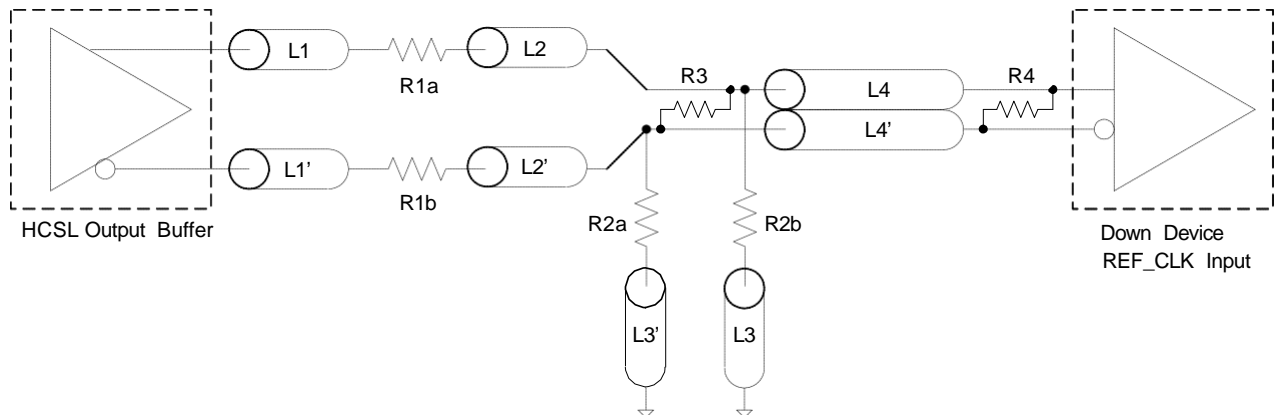 L1
R1a
L2
R3
L4
R4
L4'
L1'
R1b
L2'
HCSL Output Buffer
R2a
R2b
Down Device
REF_CLK Input
L3'
L3